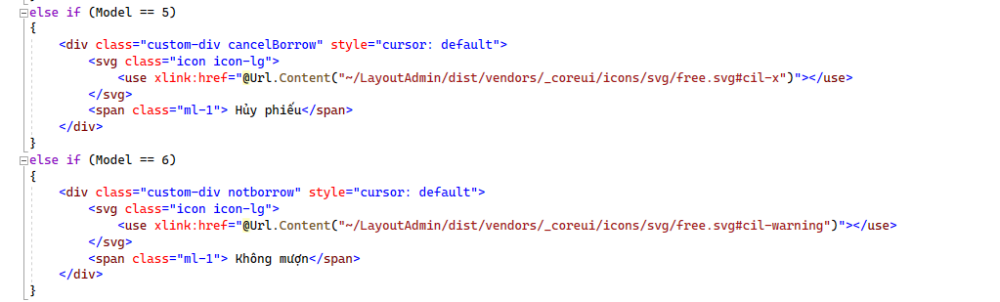 else if (Model == 5)
{
    <div class="custom-div cancelBorrow" style="cursor: default">
        <svg class="icon icon-lg">
            <use xlink:href="@Url.Content("~/LayoutAdmin/dist/vendors/_coreui/icons/svg/free.svg#cil-x")"></use>
        </svg>
        <span class="ml-1"> Hủy phiếu</span>
    </div>
}
else if (Model == 6)
{
    <div class="custom-div notborrow" style="cursor: default">
        <svg class="icon icon-lg">
            <use xlink:href="@Url.Content("~/LayoutAdmin/dist/vendors/_coreui/icons/svg/free.svg#cil-warning")"></use>
        </svg>
        <span class="ml-1"> Không mượn</span>
    </div>
}